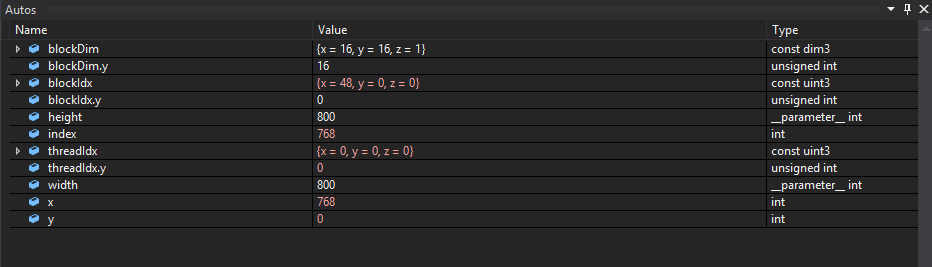 Autos
Name Value Type
blockDim {x = 16, y = 16, z = 1} const dim3
blockDim.y 16 unsigned int
blockIdx {x = 48, y = 0, z = 0} const uint3
blockIdx.y 0 unsigned int
height 800 __parameter__ int
index 768 int
threadIdx {x = 0, y = 0, z = 0} const uint3
threadIdx.y 0 unsigned int
width 800 __parameter__ int
x 768 int
y 0 int